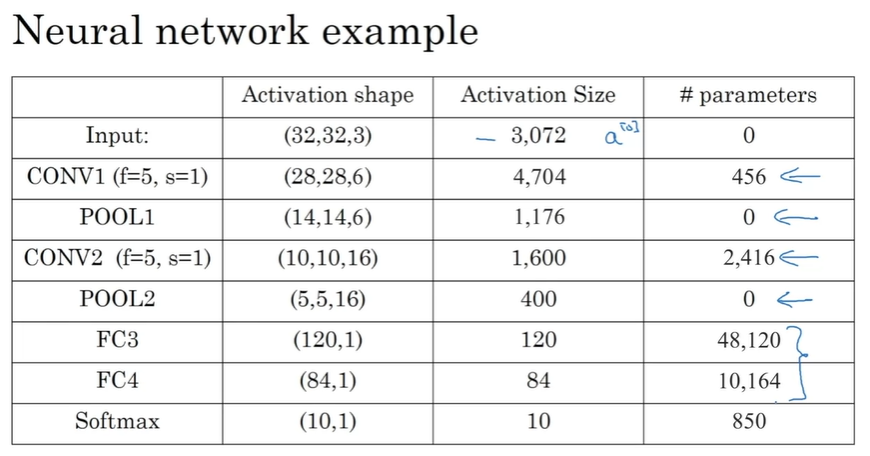 Neural network example
Activation shape Activation Size # parameters
Input: (32,32,3) – 3,072 a^[0] 0
CONV1 (f=5, s=1) (28,28,6) 4,704 456 ←
POOL1 (14,14,6) 1,176 0 ←
CONV2 (f=5, s=1) (10,10,16) 1,600 2,416 ←
POOL2 (5,5,16) 400 0 ←
FC3 (120,1) 120 48,120 }
FC4 (84,1) 84 10,164
Softmax (10,1) 10 850